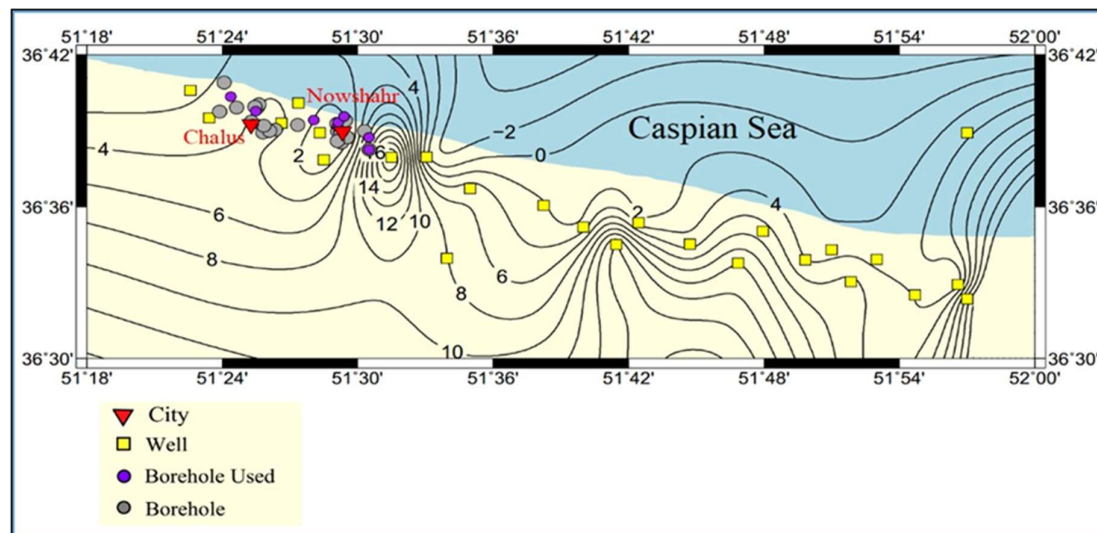 51°18' 51°24' 51°30' 51°36' 51°42' 51°48' 51°54' 52°00'
36°42' 36°42'
4
Nowshahr
-2
Caspian Sea
Chalus
4 2 6 0
14
36°36' 6 12 10 2 4 36°36'
8 6
8
10
36°30' 36°30'
51°18' 51°24' 51°30' 51°36' 51°42' 51°48' 51°54' 52°00'
City
Well
Borehole Used
Borehole